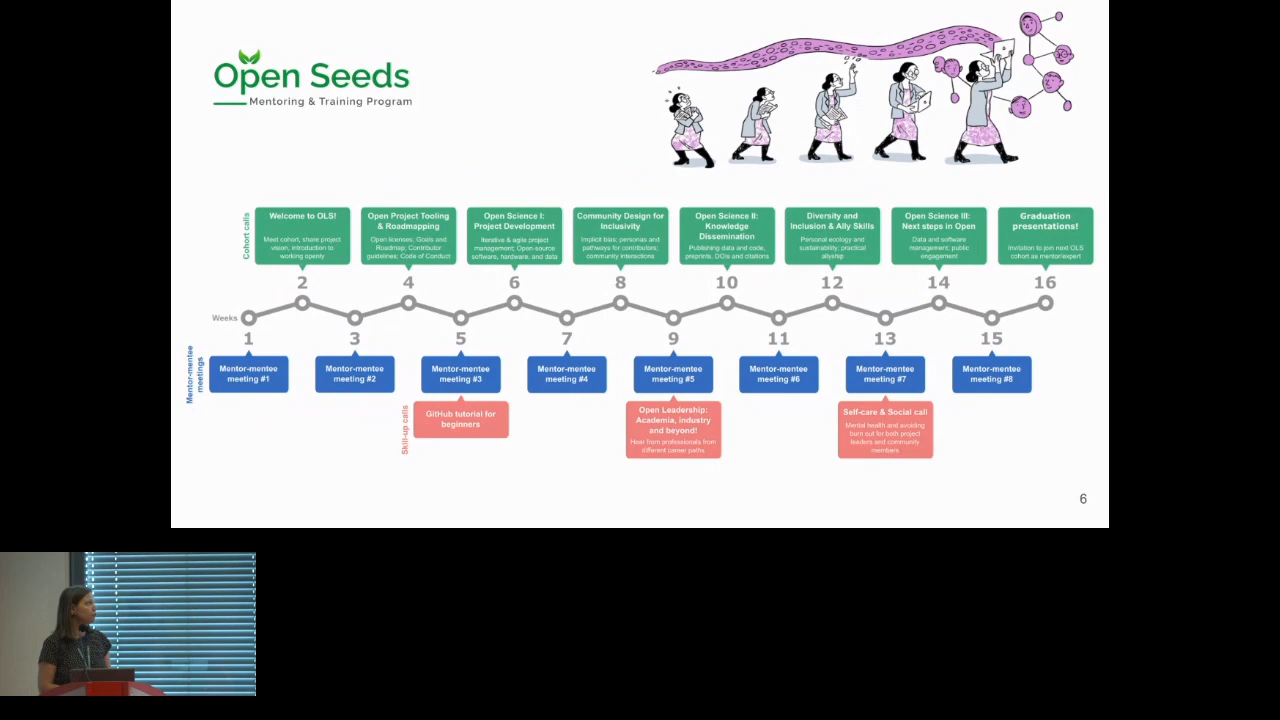 Open Seeds
Mentoring & Training Program
Cohort calls
Welcome to OLS!
Meet cohort, share project
vision, introduction to
working openly
Open Project Tooling
& Roadmapping
Open licenses; Goals and
Roadmap; Contributor
guidelines; Code of Conduct
Open Science I:
Project Development
Iterative & agile project
management; Open source
software, hardware, and data
Community Design for
Inclusivity
Implicit bias; personas and
pathways for contributors;
community interactions
Open Science II:
Knowledge
Dissemination
Publishing data and code,
preprints, DOIs and citations
Diversity and
Inclusion & Ally Skills
Personal ecology and
sustainability; practical
allyship
Open Science III:
Next steps in Open
Data and software
management; public
engagement
Graduation
presentations!
Invitation to join next OLS
cohort as mentor/expert
2 4 6 8 10 12 14 16
Weeks
1 3 5 7 9 11 13 15
Mentor-mentee
meetings
Mentor-mentee
meeting #1
Mentor-mentee
meeting #2
Mentor-mentee
meeting #3
Mentor-mentee
meeting #4
Mentor-mentee
meeting #5
Mentor-mentee
meeting #6
Mentor-mentee
meeting #7
Mentor-mentee
meeting #8
Skill-up calls
GitHub tutorial for
beginners
Open Leadership:
Academia, industry
and beyond!
Hear from professionals from
different career paths
Self-care & Social call
Mental health and avoiding
burn out for both project
leaders and community
members
6